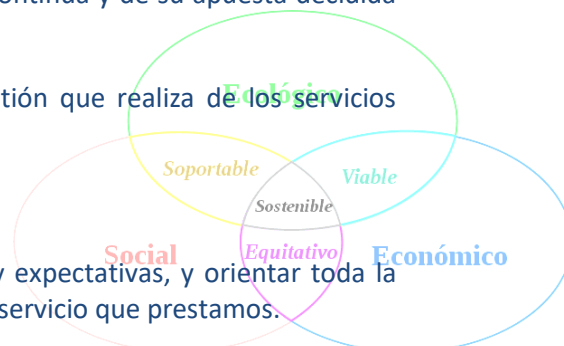 continua y de su apuesta decidida
Ecológico
tión que realiza de los servicios
Soportable
Viable
Sostenible
Social
Equitativo
Económico
y expectativas, y orientar toda la
servicio que prestamos.